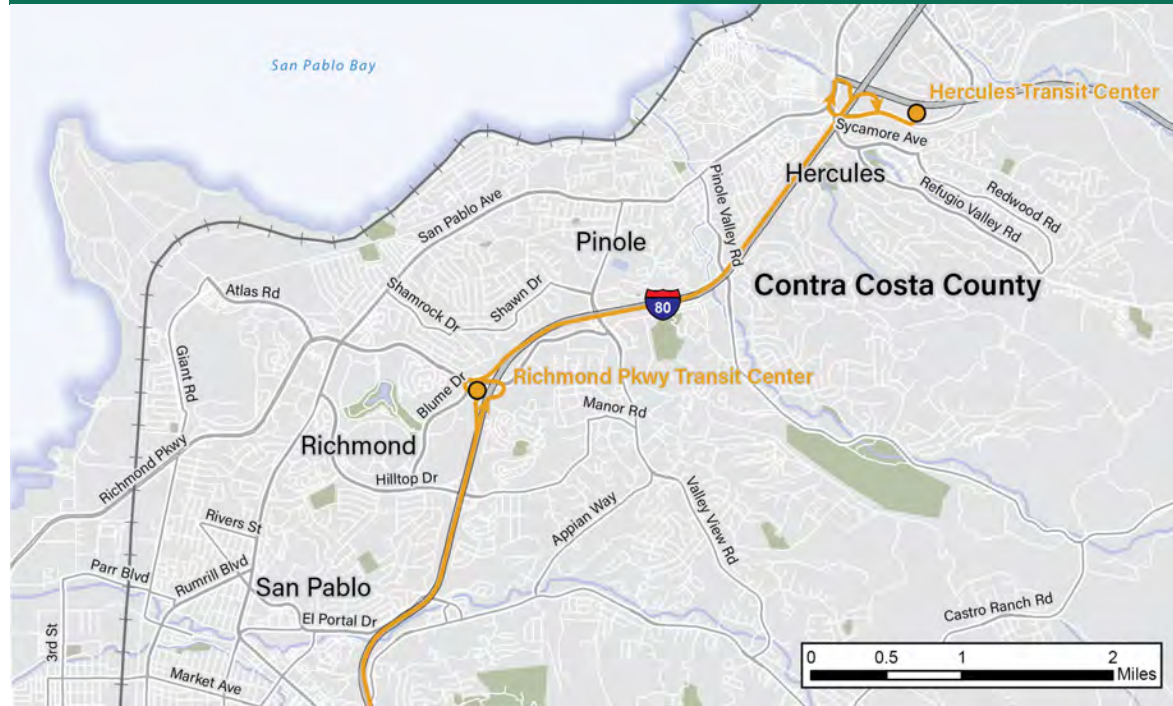 San Pablo Bay
Hercules Transit Center
Sycamore Ave
Hercules
Redwood Rd
Refugio Valley Rd
Pinole Valley Rd
San Pablo Ave
Pinole
Contra Costa County
Atlas Rd
Shamrock Dr
Shawn Dr
80
Giant Rd
Blume Dr
Richmond Pkwy Transit Center
Manor Rd
Richmond
Richmond Pkwy
Hilltop Dr
Appian Way
Valley View Rd
Rivers St
Parr Blvd
Rumrill Blvd
San Pablo
El Portal Dr
Castro Ranch Rd
3rd St
Market Ave
0 0.5 1 2
Miles